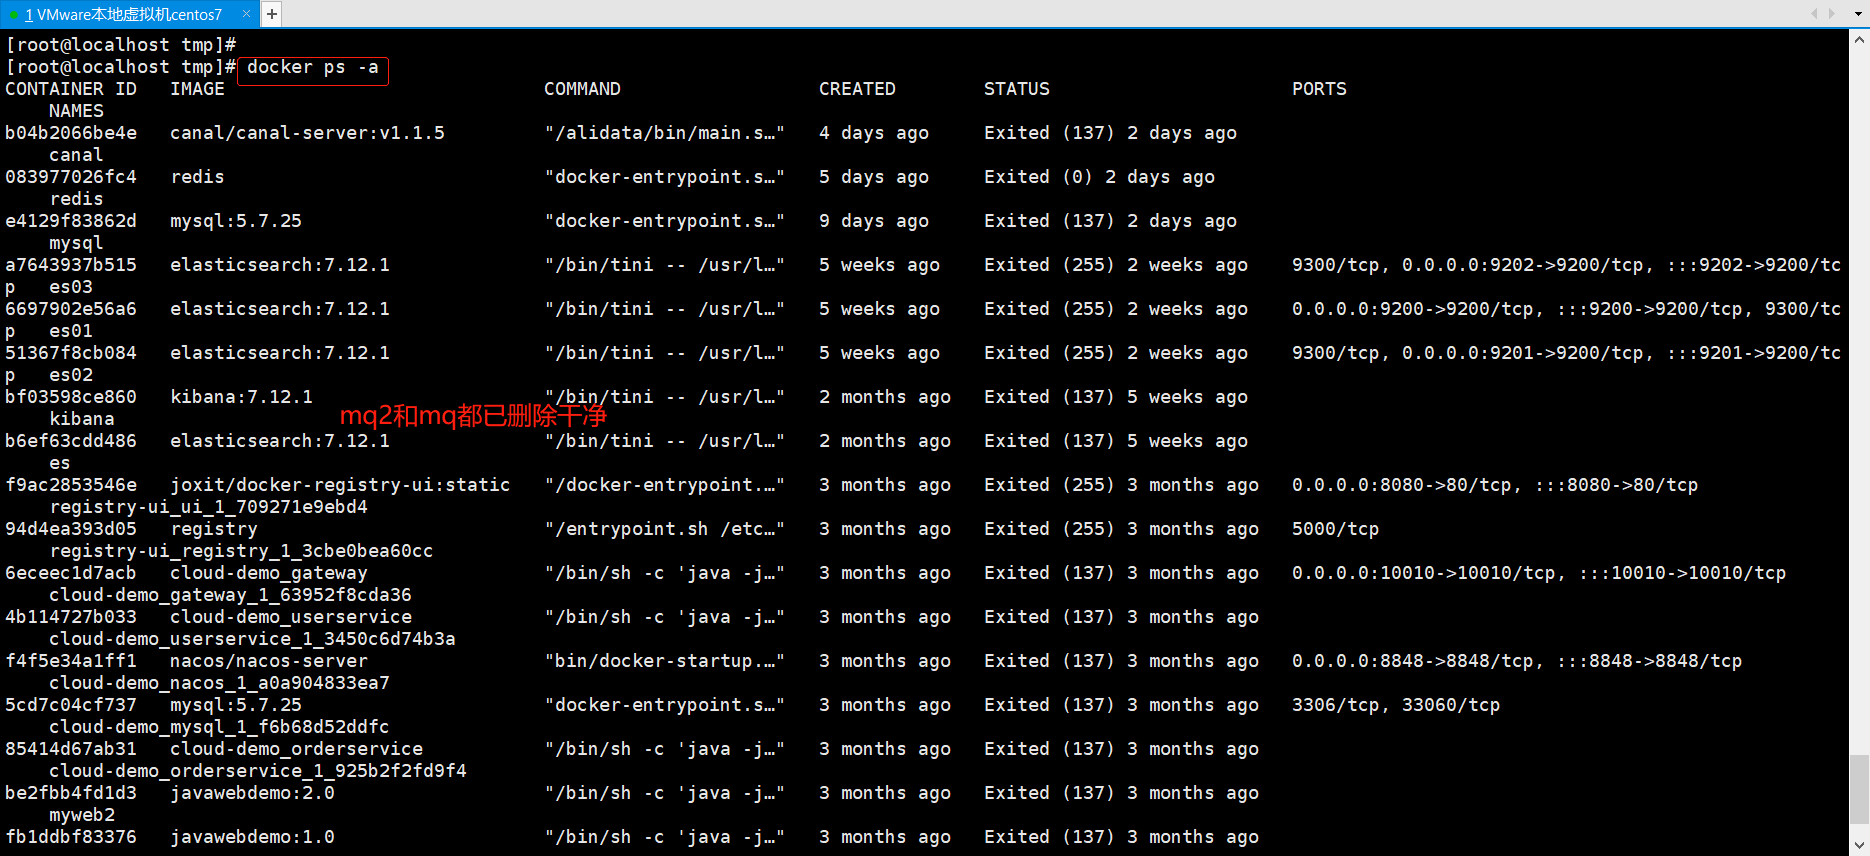 1 VMware本地虚拟机centos7 × +
[root@localhost tmp]#
[root@localhost tmp]# docker ps -a
CONTAINER ID   IMAGE   COMMAND   CREATED   STATUS   PORTS
NAMES
b04b2066be4e   canal/canal-server:v1.1.5   "/alidata/bin/main.s…"   4 days ago   Exited (137) 2 days ago
canal
083977026fc4   redis   "docker-entrypoint.s…"   5 days ago   Exited (0) 2 days ago
redis
e4129f83862d   mysql:5.7.25   "docker-entrypoint.s…"   9 days ago   Exited (137) 2 days ago
mysql
a7643937b515   elasticsearch:7.12.1   "/bin/tini -- /usr/l…"   5 weeks ago   Exited (255) 2 weeks ago   9300/tcp, 0.0.0.0:9202->9200/tcp, :::9202->9200/tc
p   es03
6697902e56a6   elasticsearch:7.12.1   "/bin/tini -- /usr/l…"   5 weeks ago   Exited (255) 2 weeks ago   0.0.0.0:9200->9200/tcp, :::9200->9200/tcp, 9300/tc
p   es01
51367f8cb084   elasticsearch:7.12.1   "/bin/tini -- /usr/l…"   5 weeks ago   Exited (255) 2 weeks ago   9300/tcp, 0.0.0.0:9201->9200/tcp, :::9201->9200/tc
p   es02
bf03598ce860   kibana:7.12.1   "/bin/tini -- /usr/l…"   2 months ago   Exited (137) 5 weeks ago
kibana
mq2和mq都已删除干净
b6ef63cdd486   elasticsearch:7.12.1   "/bin/tini -- /usr/l…"   2 months ago   Exited (137) 5 weeks ago
es
f9ac2853546e   joxit/docker-registry-ui:static   "/docker-entrypoint.…"   3 months ago   Exited (255) 3 months ago   0.0.0.0:8080->80/tcp, :::8080->80/tcp
registry-ui_ui_1_709271e9ebd4
94d4ea393d05   registry   "/entrypoint.sh /etc…"   3 months ago   Exited (255) 3 months ago   5000/tcp
registry-ui_registry_1_3cbe0bea60cc
6eceec1d7acb   cloud-demo_gateway   "/bin/sh -c 'java -j…"   3 months ago   Exited (137) 3 months ago   0.0.0.0:10010->10010/tcp, :::10010->10010/tcp
cloud-demo_gateway_1_63952f8cda36
4b114727b033   cloud-demo_userservice   "/bin/sh -c 'java -j…"   3 months ago   Exited (137) 3 months ago
cloud-demo_userservice_1_3450c6d74b3a
f4f5e34a1ff1   nacos/nacos-server   "bin/docker-startup.…"   3 months ago   Exited (137) 3 months ago   0.0.0.0:8848->8848/tcp, :::8848->8848/tcp
cloud-demo_nacos_1_a0a904833ea7
5cd7c04cf737   mysql:5.7.25   "docker-entrypoint.s…"   3 months ago   Exited (137) 3 months ago   3306/tcp, 33060/tcp
cloud-demo_mysql_1_f6b68d52ddfc
85414d67ab31   cloud-demo_orderservice   "/bin/sh -c 'java -j…"   3 months ago   Exited (137) 3 months ago
cloud-demo_orderservice_1_925b2f2fd9f4
be2fbb4fd1d3   javawebdemo:2.0   "/bin/sh -c 'java -j…"   3 months ago   Exited (137) 3 months ago
myweb2
fb1ddbf83376   javawebdemo:1.0   "/bin/sh -c 'java -j…"   3 months ago   Exited (137) 3 months ago